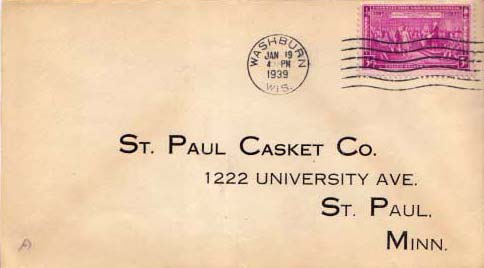 WASHBURN
JAN 19
4 PM
1939
WIS.
ST. PAUL CASKET CO.
1222 UNIVERSITY AVE.
ST. PAUL,
MINN.